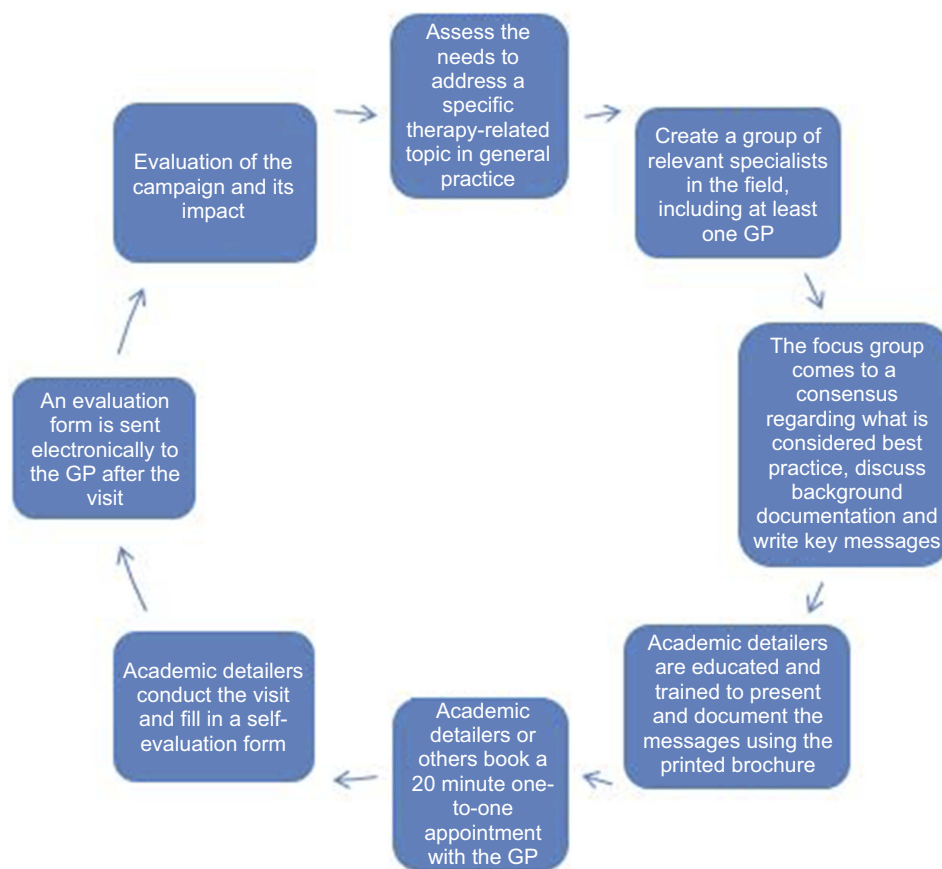 Assess the
needs to
address a
specific
therapy-related
topic in general
practice
Create a group of
relevant specialists
in the field,
including at least
one GP
The focus group
comes to a
consensus
regarding what is
considered best
practice, discuss
background
documentation and
write key messages
Academic detailers
are educated and
trained to present
and document the
messages using the
printed brochure
Academic
detailers or
others book a
20 minute one-
to-one
appointment
with the GP
Academic detailers
conduct the visit
and fill in a self-
evaluation form
An evaluation
form is sent
electronically to
the GP after the
visit
Evaluation of the
campaign and its
impact